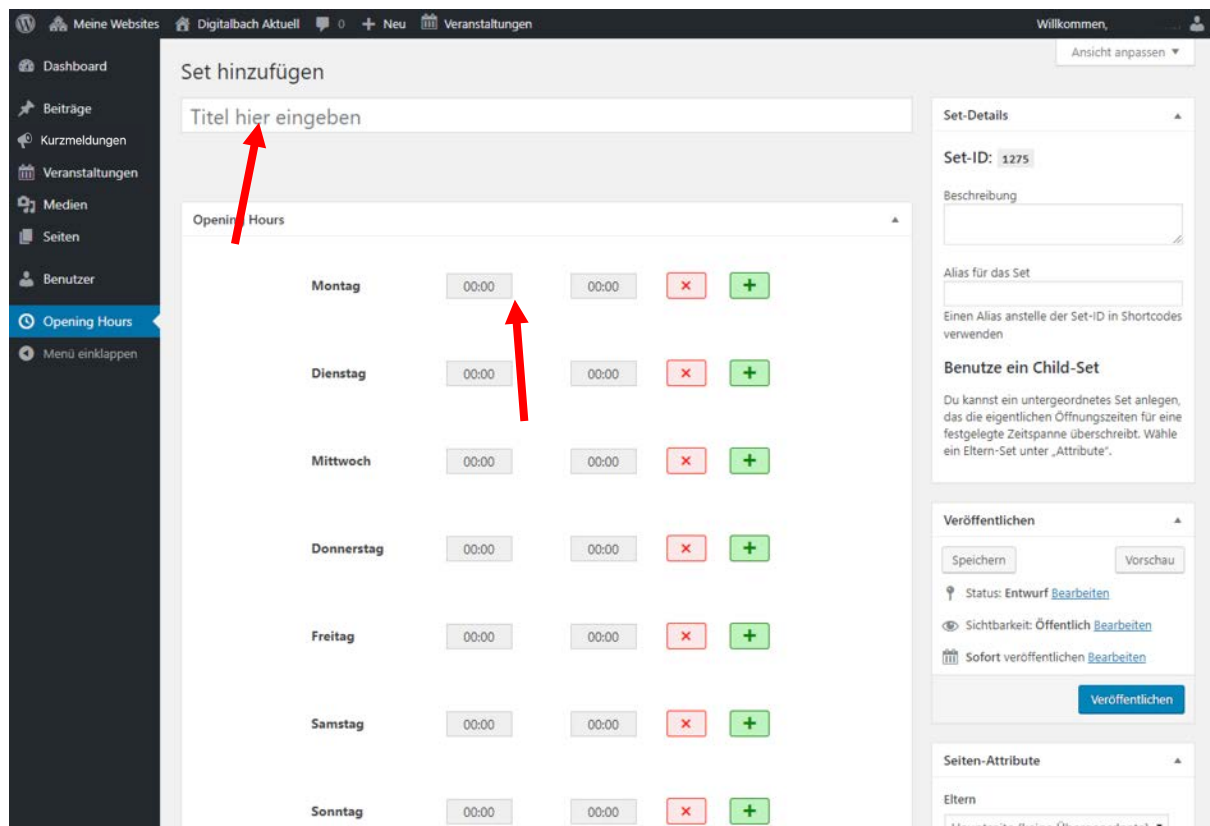 Meine Websites Digitalbach Aktuell 0 Neu Veranstaltungen Willkommen,
Ansicht anpassen
Dashboard
Beiträge
Kurzmeldungen
Veranstaltungen
Medien
Seiten
Benutzer
Opening Hours
Menü einklappen
Set hinzufügen
Titel hier eingeben
Opening Hours
Montag 00:00 00:00
Dienstag 00:00 00:00
Mittwoch 00:00 00:00
Donnerstag 00:00 00:00
Freitag 00:00 00:00
Samstag 00:00 00:00
Sonntag 00:00 00:00
Set-Details
Set-ID: 1275
Beschreibung
Alias für das Set
Einen Alias anstelle der Set-ID in Shortcodes
verwenden
Benutze ein Child-Set
Du kannst ein untergeordnetes Set anlegen,
das die eigentlichen Öffnungszeiten für eine
festgelegte Zeitspanne überschreibt. Wähle
ein Eltern-Set unter „Attribute".
Veröffentlichen
Speichern Vorschau
Status: Entwurf Bearbeiten
Sichtbarkeit: Öffentlich Bearbeiten
Sofort veröffentlichen Bearbeiten
Veröffentlichen
Seiten-Attribute
Eltern